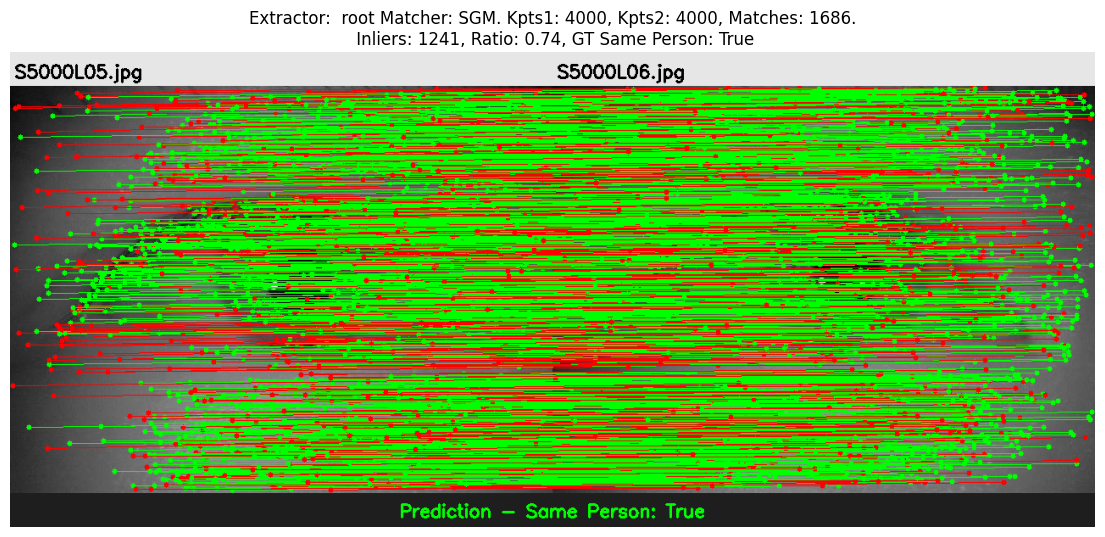 Extractor:  root Matcher: SGM. Kpts1: 4000, Kpts2: 4000, Matches: 1686.
Inliers: 1241, Ratio: 0.74, GT Same Person: True
S5000L05.jpg
S5000L06.jpg
Prediction - Same Person: True